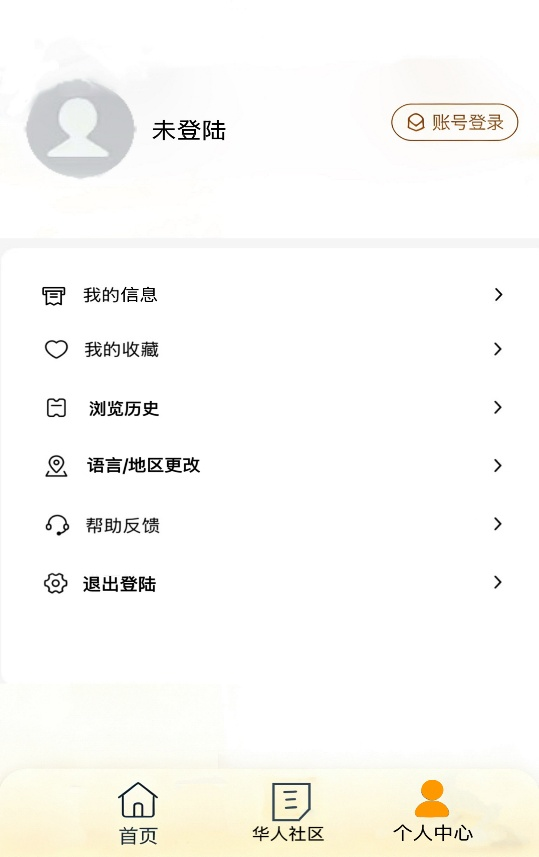 未登陆
账号登录
我的信息
我的收藏
浏览历史
语言/地区更改
帮助反馈
退出登陆
首页
华人社区
个人中心